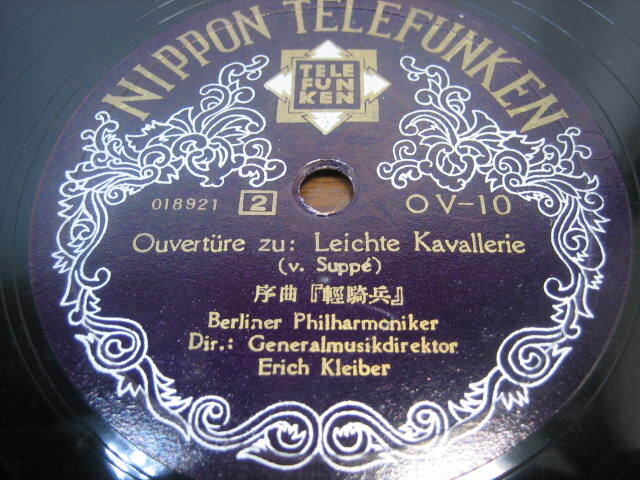 NIPPON TELEFUNKEN
TELE
FUN
KEN
018921 2 OV-10
Ouvertüre zu: Leichte Kavallerie
(v. Suppé)
序曲『輕騎兵』
Berliner Philharmoniker
Dir.: Generalmusikdirektor
Erich Kleiber